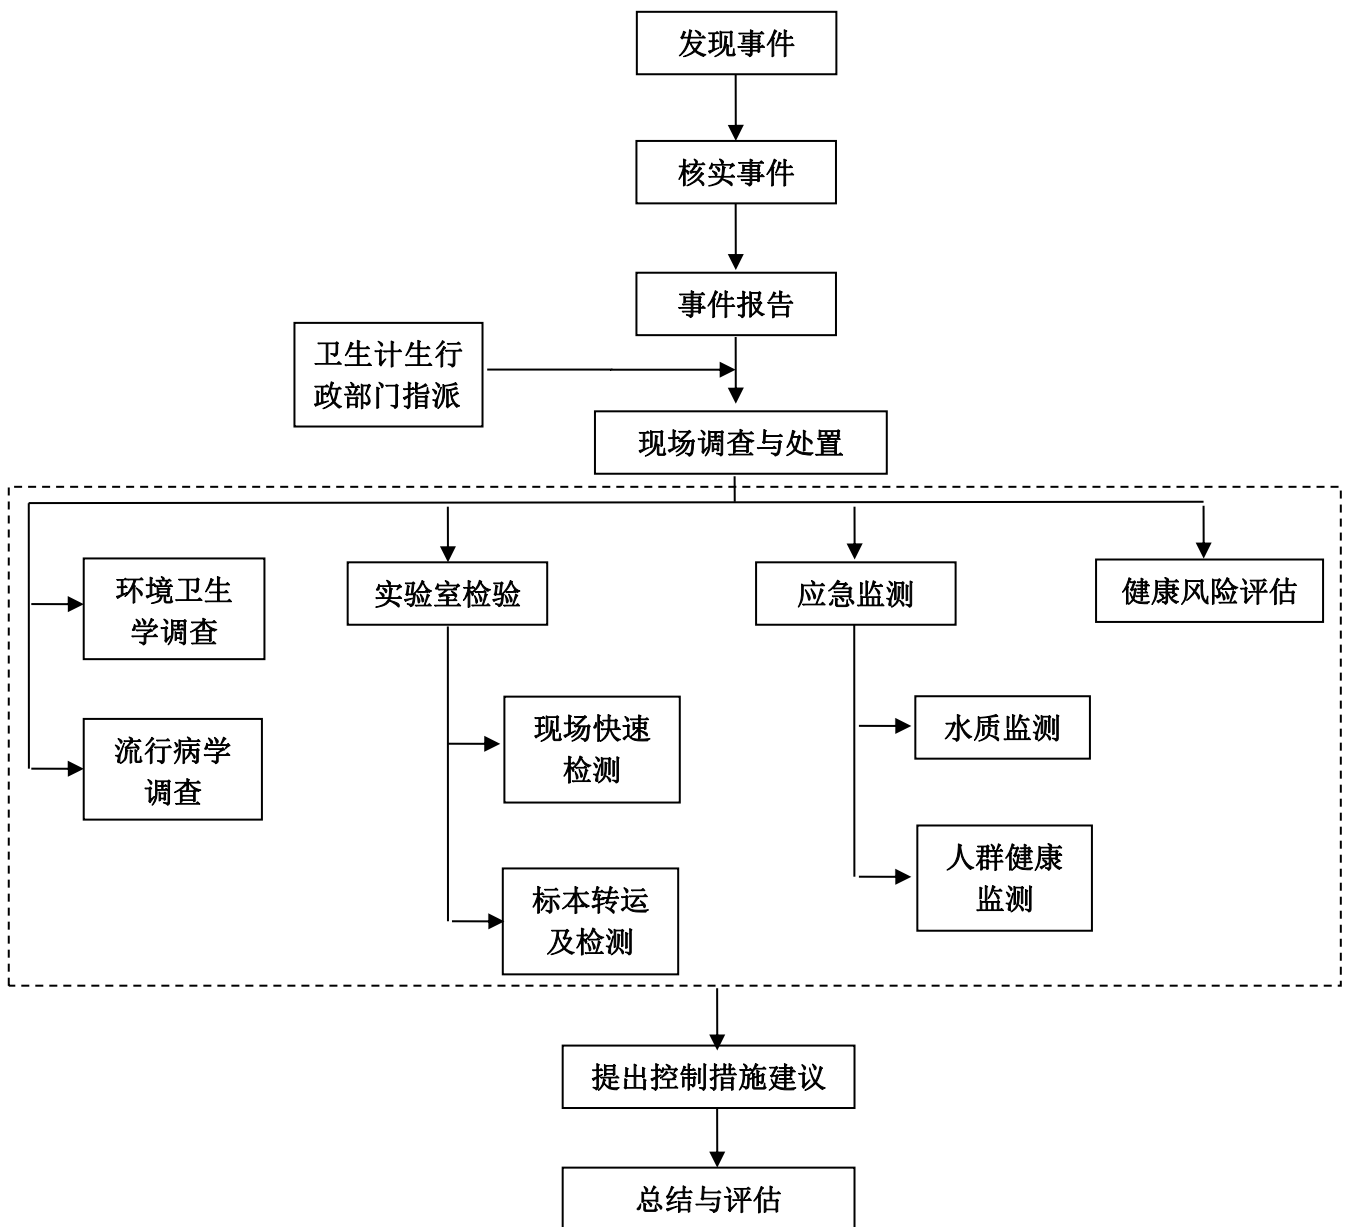 发现事件
核实事件
事件报告
卫生计生行
政部门指派
现场调查与处置
环境卫生
学调查
实验室检验
应急监测
健康风险评估
流行病学
调查
现场快速
检测
水质监测
标本转运
及检测
人群健康
监测
提出控制措施建议
总结与评估